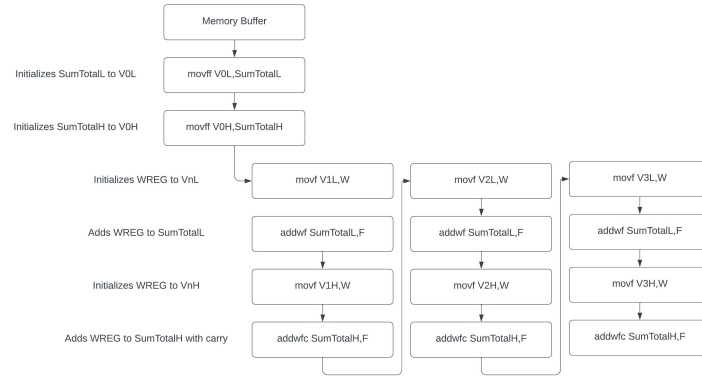 Memory Buffer
Initializes SumTotalL to V0L
movff V0L,SumTotalL
Initializes SumTotalH to V0H
movff V0H,SumTotalH
Initializes WREG to VnL
movf V1L,W
movf V2L,W
movf V3L,W
Adds WREG to SumTotalL
addwf SumTotalL,F
addwf SumTotalL,F
addwf SumTotalL,F
Initializes WREG to VnH
movf V1H,W
movf V2H,W
movf V3H,W
Adds WREG to SumTotalH with carry
addwfc SumTotalH,F
addwfc SumTotalH,F
addwfc SumTotalH,F